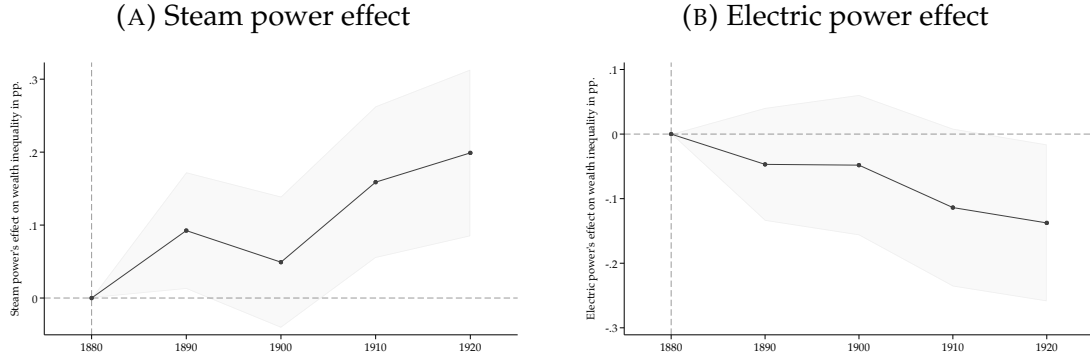 (A) Steam power effect
Steam power's effect on wealth inequality in pp.
.3
.2
.1
0
1880 1890 1900 1910 1920
(B) Electric power effect
Electric power's effect on wealth inequality in pp.
.1
0
-.1
-.2
-.3
1880 1890 1900 1910 1920